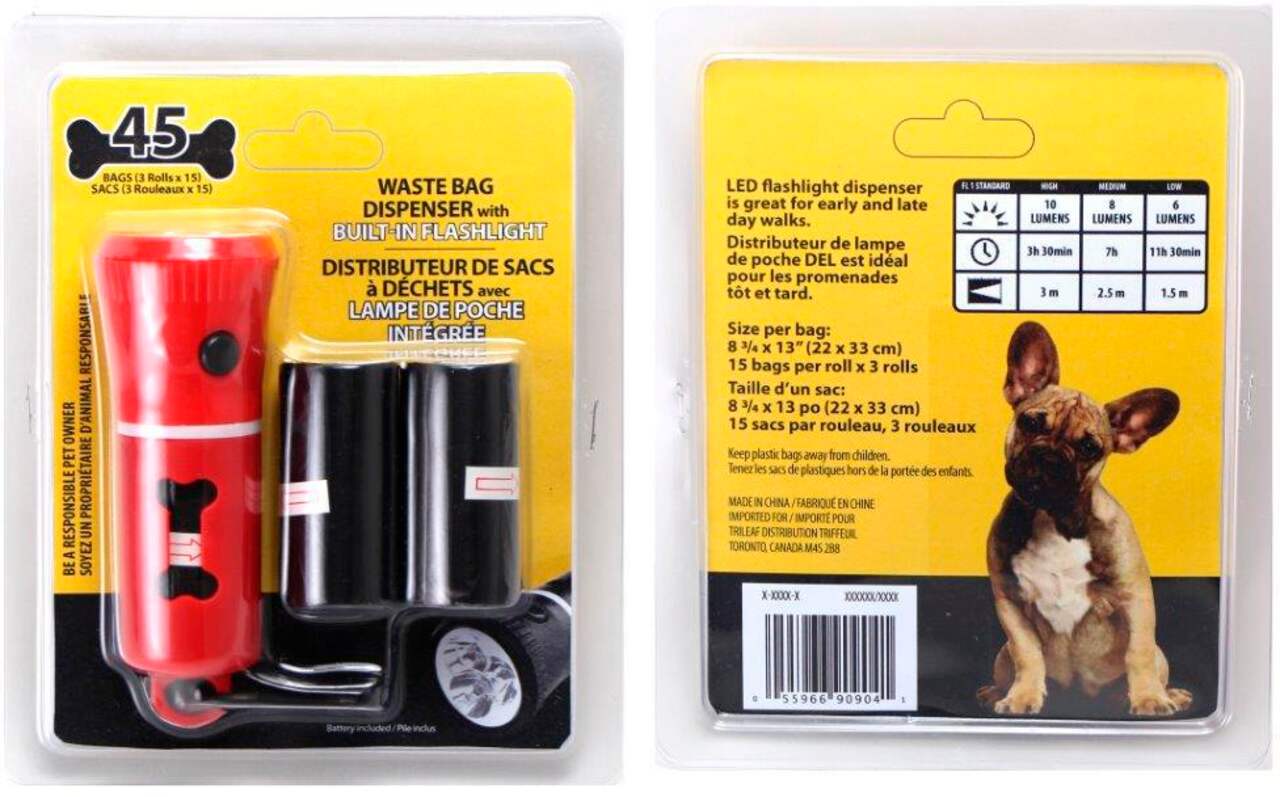 45
BAGS (3 Rolls x 15)
SACS (3 Rouleaux x 15)
WASTE BAG
DISPENSER with
BUILT-IN FLASHLIGHT
DISTRIBUTEUR DE SACS
à DÉCHETS avec
LAMPE DE POCHE
INTÉGRÉE
BE A RESPONSIBLE PET OWNER
SOYEZ UN PROPRIÉTAIRE D'ANIMAL RESPONSABLE
Battery included / Pile inclus
LED flashlight dispenser
is great for early and late
day walks.
Distributeur de lampe
de poche DEL est idéal
pour les promenades
tôt et tard.
FL 1 STANDARD HIGH MEDIUM LOW
10 LUMENS 8 LUMENS 6 LUMENS
3h 30min 7h 11h 30min
3 m 2.5 m 1.5 m
Size per bag:
8 3/4 x 13" (22 x 33 cm)
15 bags per roll x 3 rolls
Taille d'un sac:
8 3/4 x 13 po (22 x 33 cm)
15 sacs par rouleau, 3 rouleaux
Keep plastic bags away from children.
Tenez les sacs de plastiques hors de la portée des enfants.
MADE IN CHINA / FABRIQUÉ EN CHINE
IMPORTED FOR / IMPORTÉ POUR
TRILEAF DISTRIBUTION TRIFFEUIL
TORONTO, CANADA M4S 2B8
X-XXXX-X XXXXXX/XXXX
0 55966 90904 1